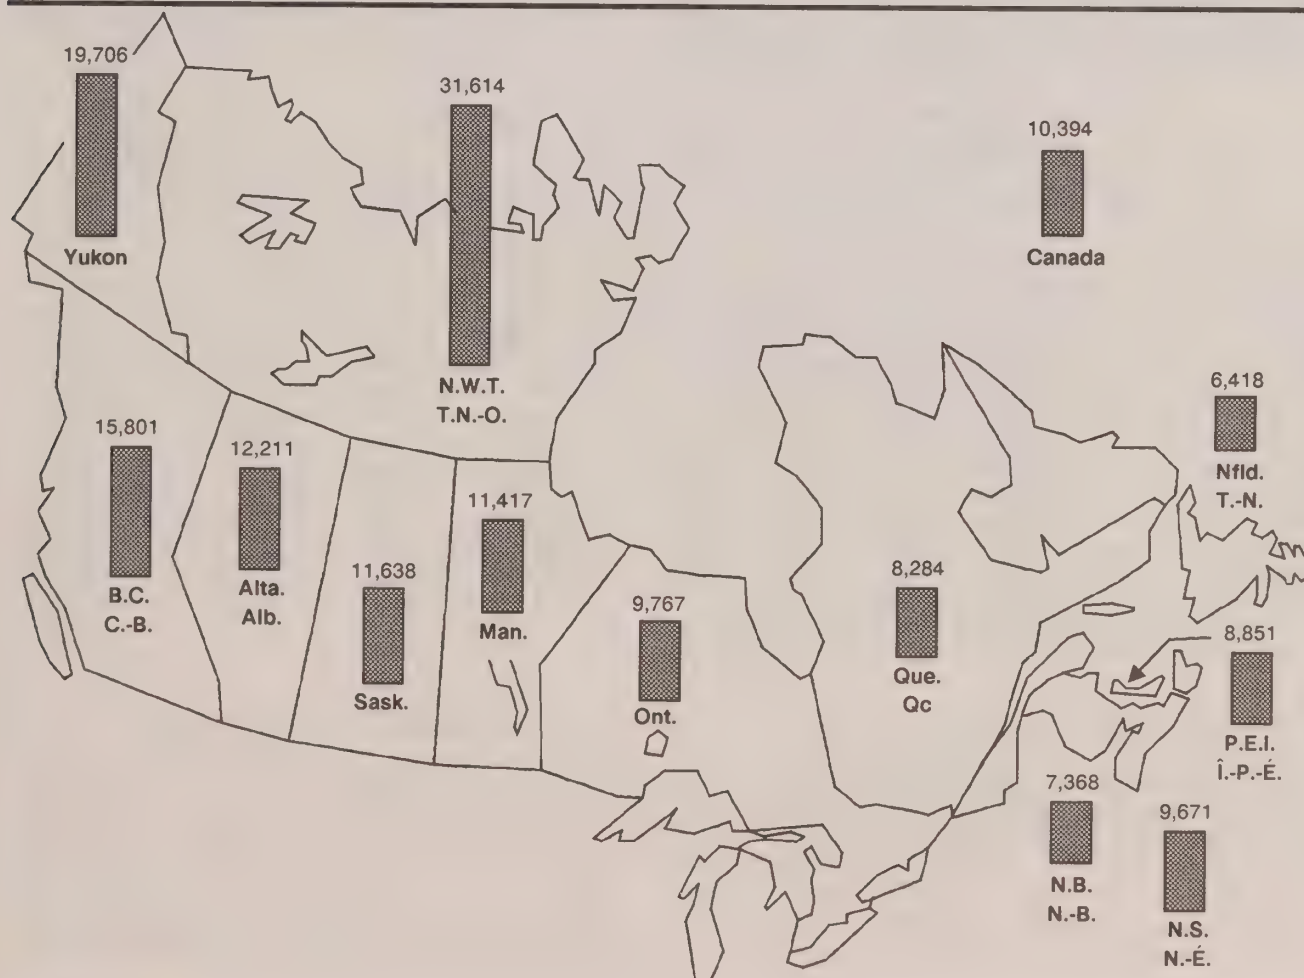 19,706
Yukon
31,614
N.W.T.
T.N.-O.
10,394
Canada
6,418
Nfld.
T.-N.
15,801
B.C.
C.-B.
12,211
Alta.
Alb.
11,638
Sask.
11,417
Man.
9,767
Ont.
8,284
Que.
Qc
8,851
P.E.I.
Î.-P.-É.
7,368
N.B.
N.-B.
9,671
N.S.
N.-É.